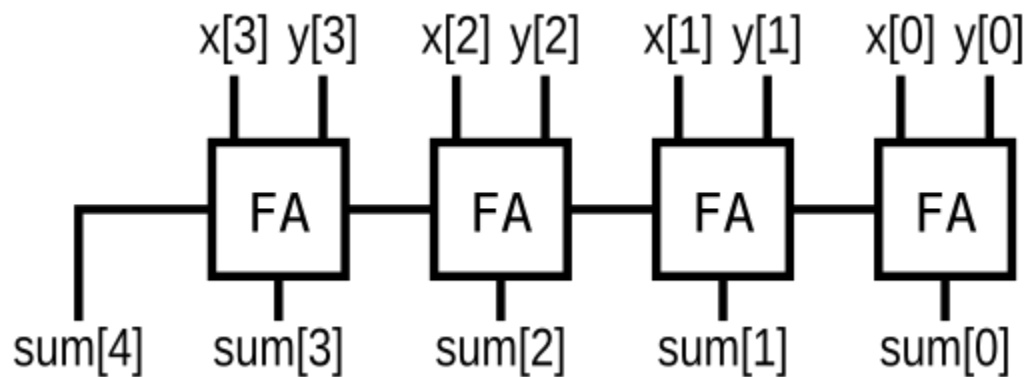 x[3] y[3] x[2] y[2] x[1] y[1] x[0] y[0]
FA FA FA FA
sum[4] sum[3] sum[2] sum[1] sum[0]